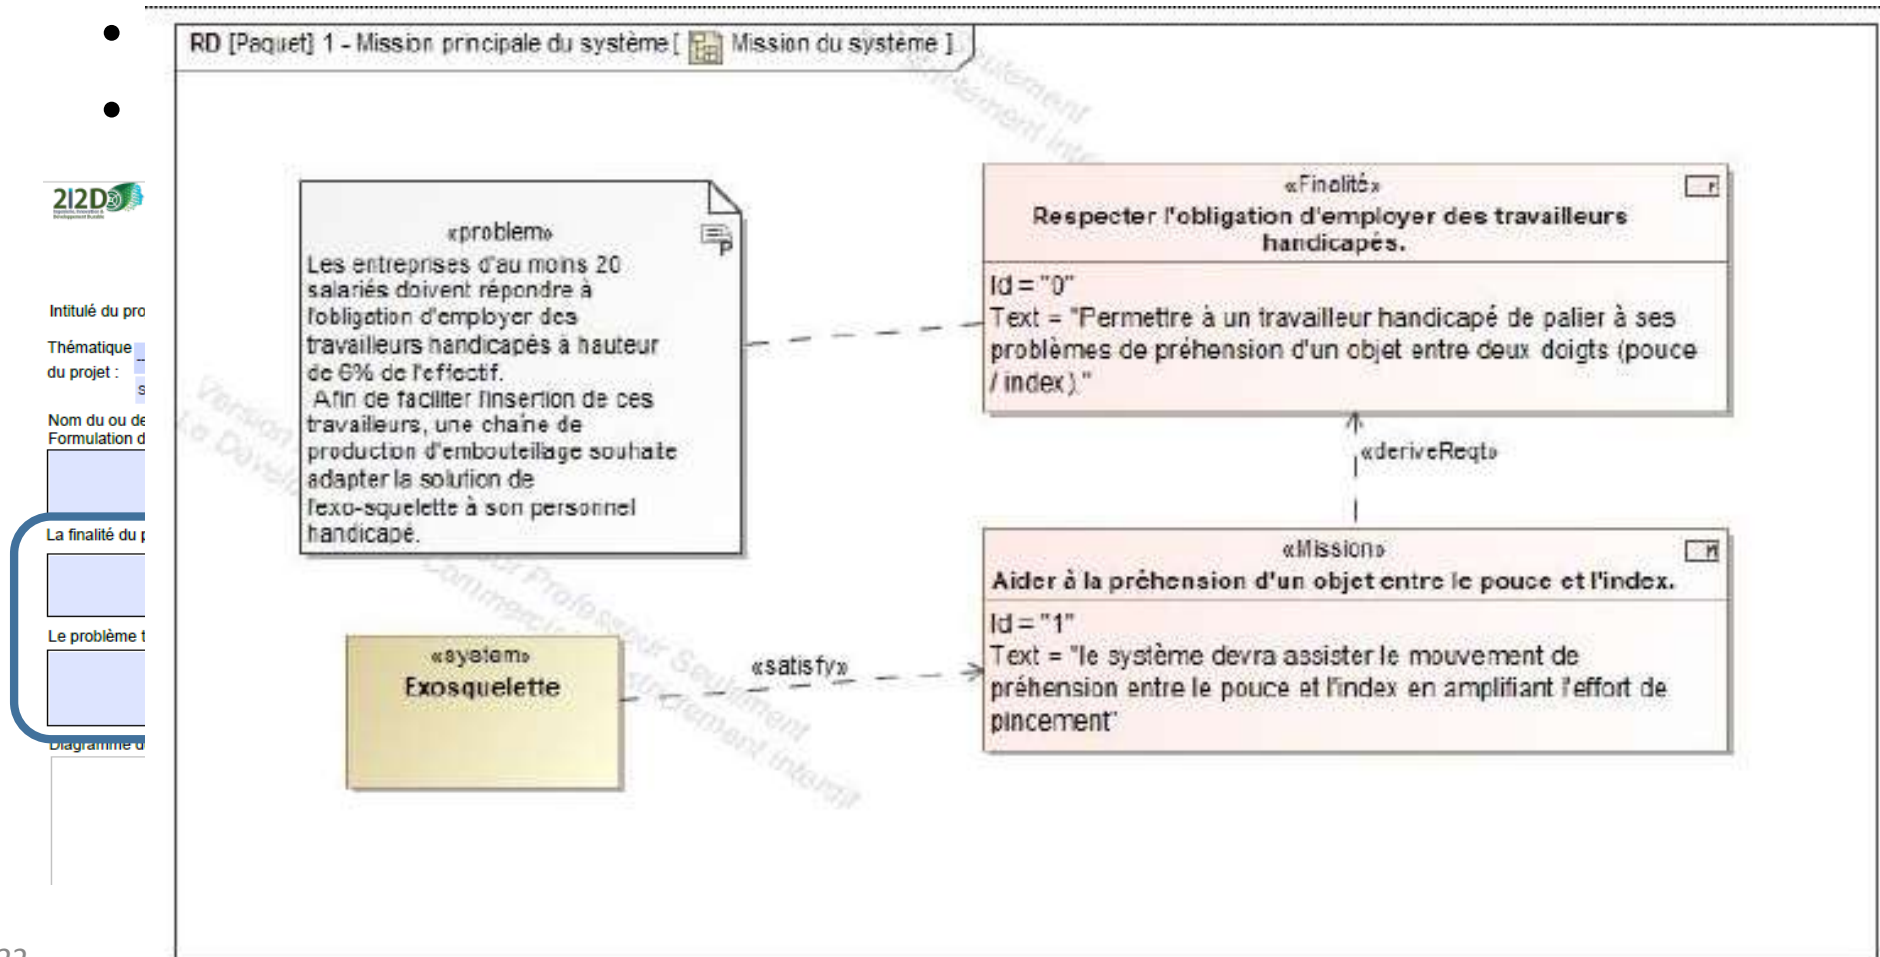 RD [Paquet] 1 - Mission principale du système [ Mission du système ]
2I2D
Intitulé du pro
Thématique
du projet :
s
Nom du ou de
Formulation d
La finalité du p
Le problème t
Diagramme d
«problem»
Les entreprises d'au moins 20
salariés doivent répondre à
l'obligation d'employer des
travailleurs handicapés à hauteur
de 6% de l'effectif.
Afin de faciliter l'insertion de ces
travailleurs, une chaîne de
production d'embouteillage souhaite
adapter la solution de
l'exo-squelette à son personnel
handicapé.
«Finalité»
Respecter l'obligation d'employer des travailleurs
handicapés.
Id = "0"
Text = "Permettre à un travailleur handicapé de palier à ses
problèmes de préhension d'un objet entre deux doigts (pouce
/ index)."
«deriveReqt»
«Mission»
Aider à la préhension d'un objet entre le pouce et l'index.
Id = "1"
Text = "le système devra assister le mouvement de
préhension entre le pouce et l'index en amplifiant l'effort de
pincement"
«system»
Exosquelette
«satisfy»
Version
Professeur Seulement
strictement Interdit